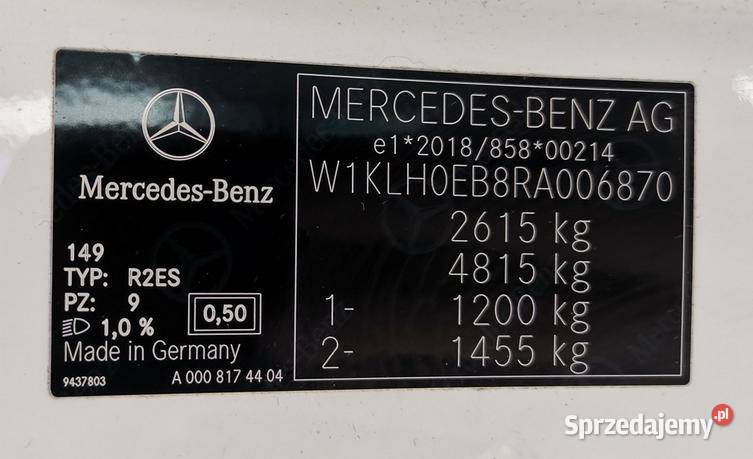 Mercedes-Benz
149
TYP: R2ES
PZ: 9
1,0 %
0,50
Made in Germany
9437803
A 000 817 44 04
MERCEDES-BENZ AG
e1*2018/858*00214
W1KLH0EB8RA006870
2615 kg
4815 kg
1- 1200 kg
2- 1455 kg
Sprzedajemy.pl